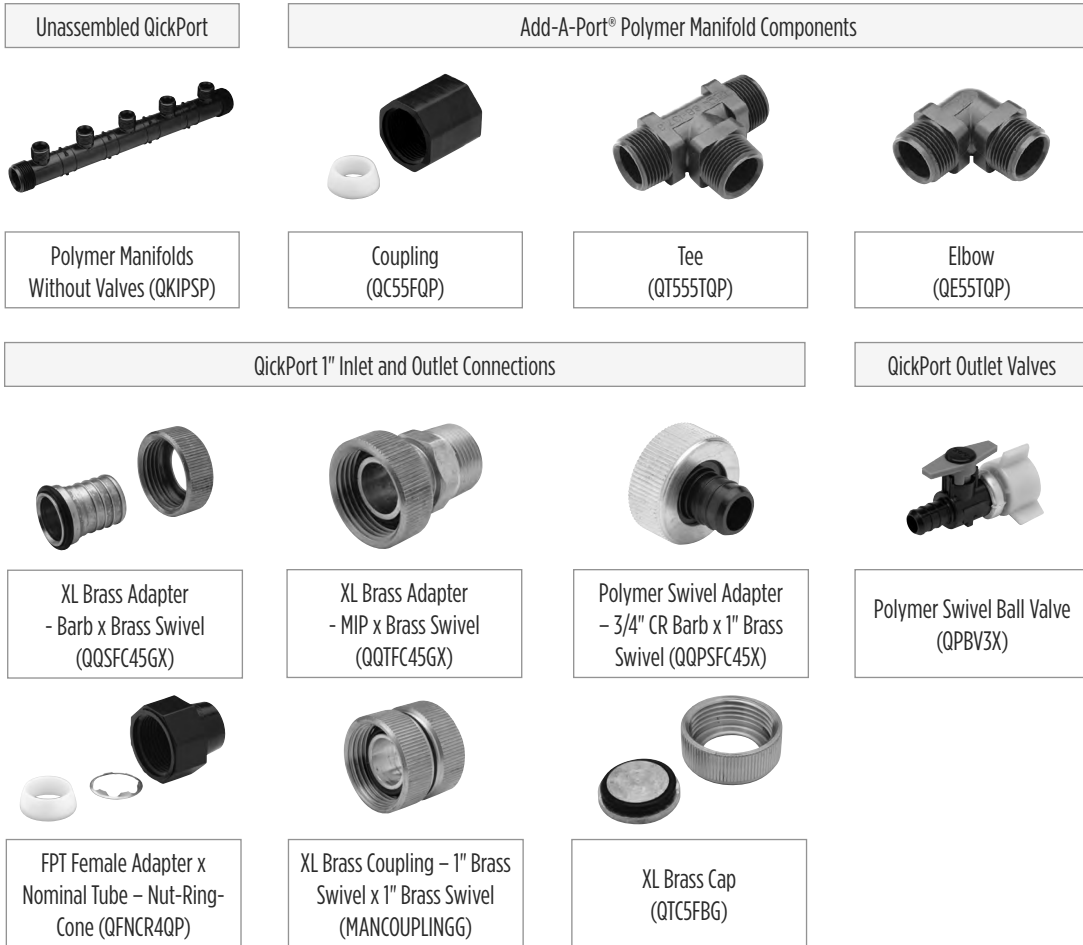 Unassembled QickPort
Add-A-Port® Polymer Manifold Components
Polymer Manifolds
Without Valves (QKIPSP)
Coupling
(QC55FQP)
Tee
(QT555TQP)
Elbow
(QE55TQP)
QickPort 1" Inlet and Outlet Connections
QickPort Outlet Valves
XL Brass Adapter
- Barb x Brass Swivel
(QQSFC45GX)
XL Brass Adapter
- MIP x Brass Swivel
(QQTFC45GX)
Polymer Swivel Adapter
– 3/4" CR Barb x 1" Brass
Swivel (QQPSFC45X)
Polymer Swivel Ball Valve
(QPBV3X)
FPT Female Adapter x
Nominal Tube – Nut-Ring-
Cone (QFNCR4QP)
XL Brass Coupling – 1" Brass
Swivel x 1" Brass Swivel
(MANCOUPLINGG)
XL Brass Cap
(QTC5FBG)